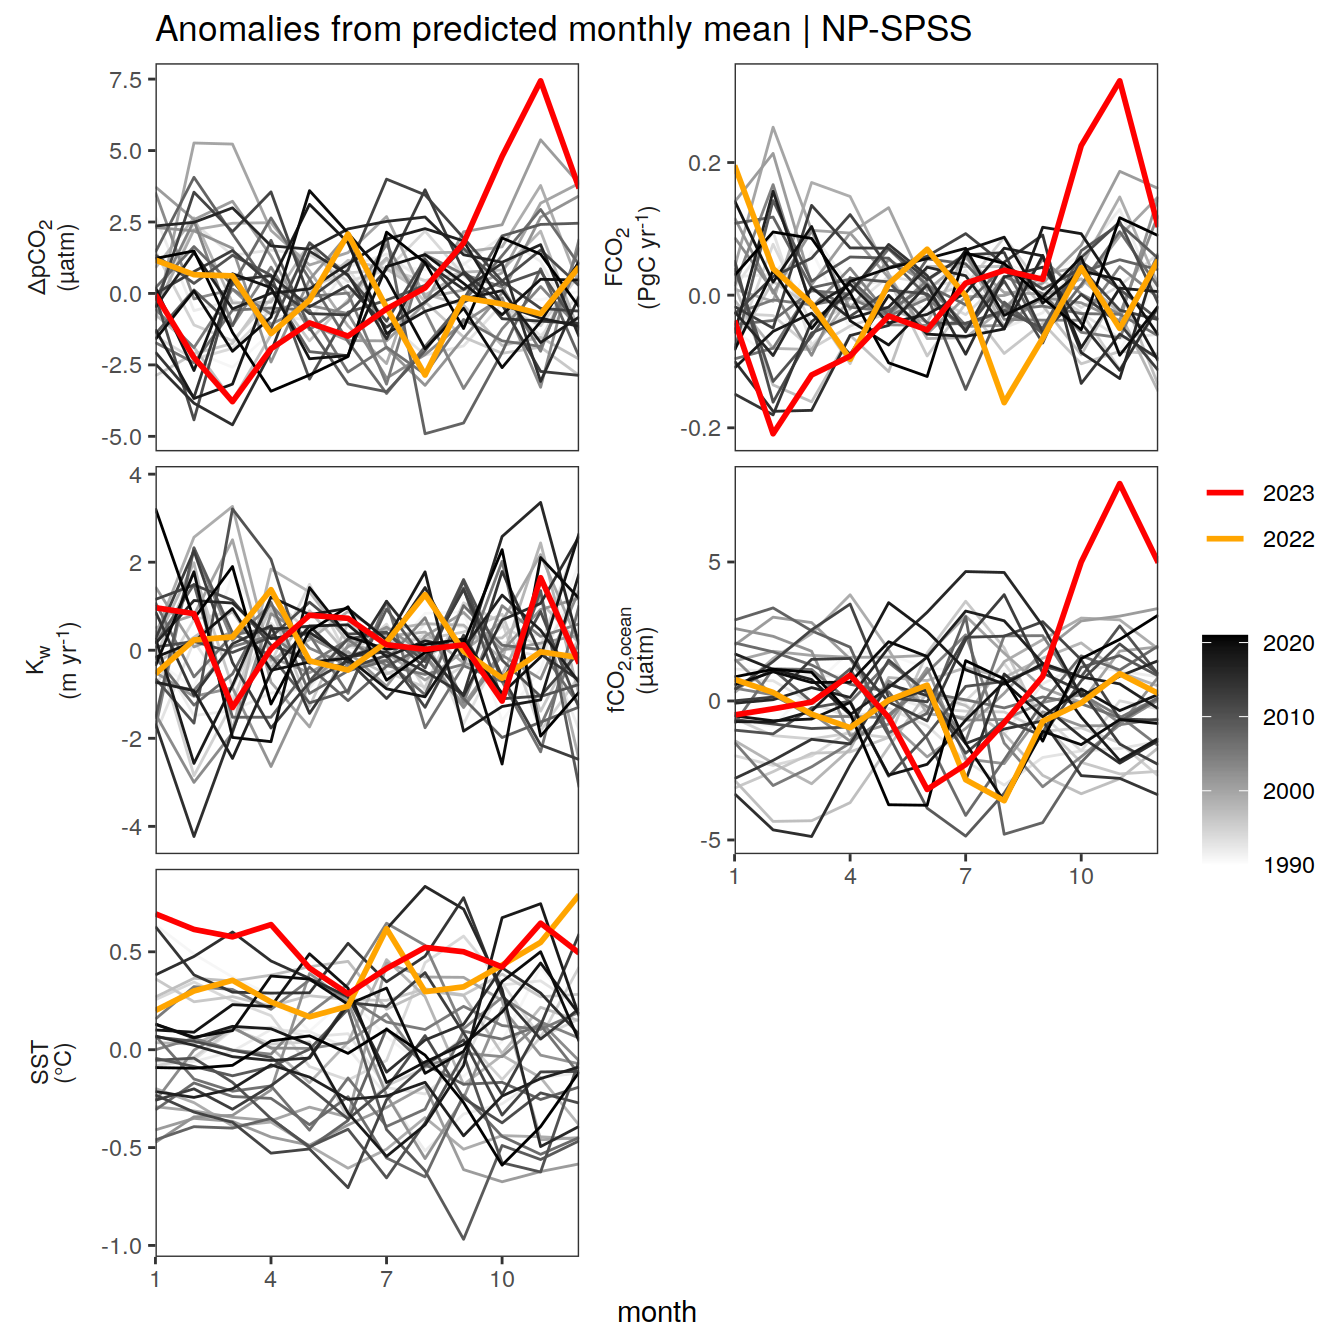 Anomalies from predicted monthly mean | NP-SPSS
ΔpCO2
(µatm)
7.5
5.0
2.5
0.0
-2.5
-5.0
FCO2
(PgC yr-1)
0.2
0.0
-0.2
Kw
(m yr-1)
4
2
0
-2
-4
fCO2,ocean
(µatm)
5
0
-5
1
4
7
10
SST
(°C)
0.5
0.0
-0.5
-1.0
1
4
7
10
month
2023
2022
2020
2010
2000
1990